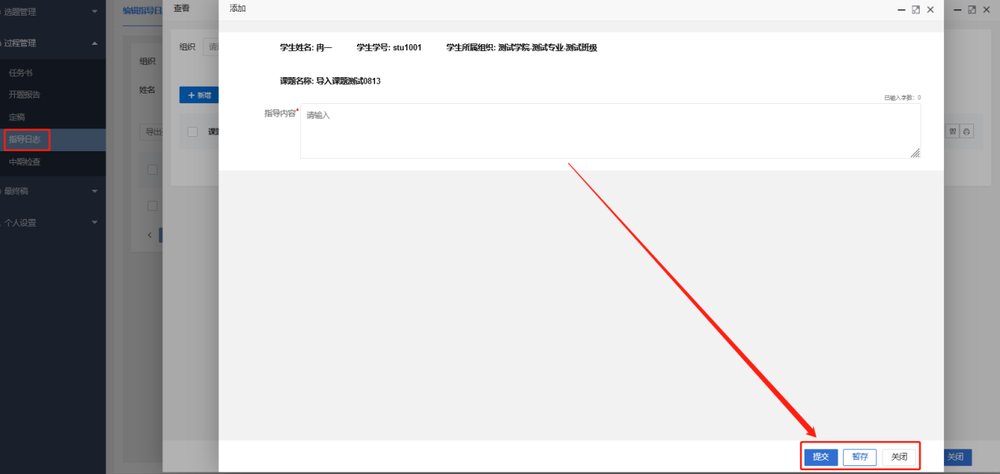 选题管理
过程管理
任务书
开题报告
定稿
指导日志
中期检查
最终稿
个人设置
编辑指导日
组织
姓名
导出
查看
组织
请
+ 新增
课
添加
学生姓名: 冉一 学生学号: stu1001 学生所属组织: 测试学院-测试专业-测试班级
课题名称: 导入课题测试0813
已输入字数: 0
指导内容*
请输入
提交 暂存 关闭
关闭